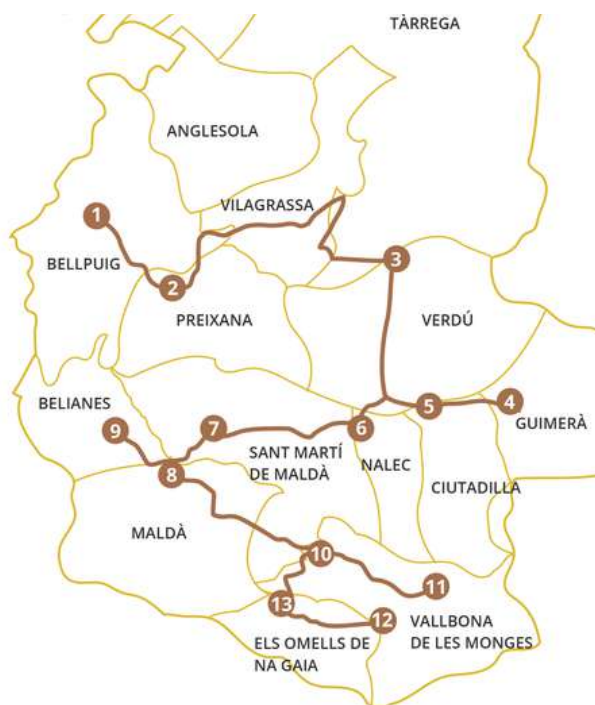 TÀRREGA
ANGLESOLA
VILAGRASSA
1
BELLPUIG
2
3
PREIXANA
VERDÚ
BELIANES
4
5
GUIMERÀ
6
7
9
SANT MARTÍ
DE MALDÀ
NALEC
8
CIUTADILLA
MALDÀ
10
11
13
12
VALLBONA
DE LES MONGES
ELS OMELLS DE
NA GAIA